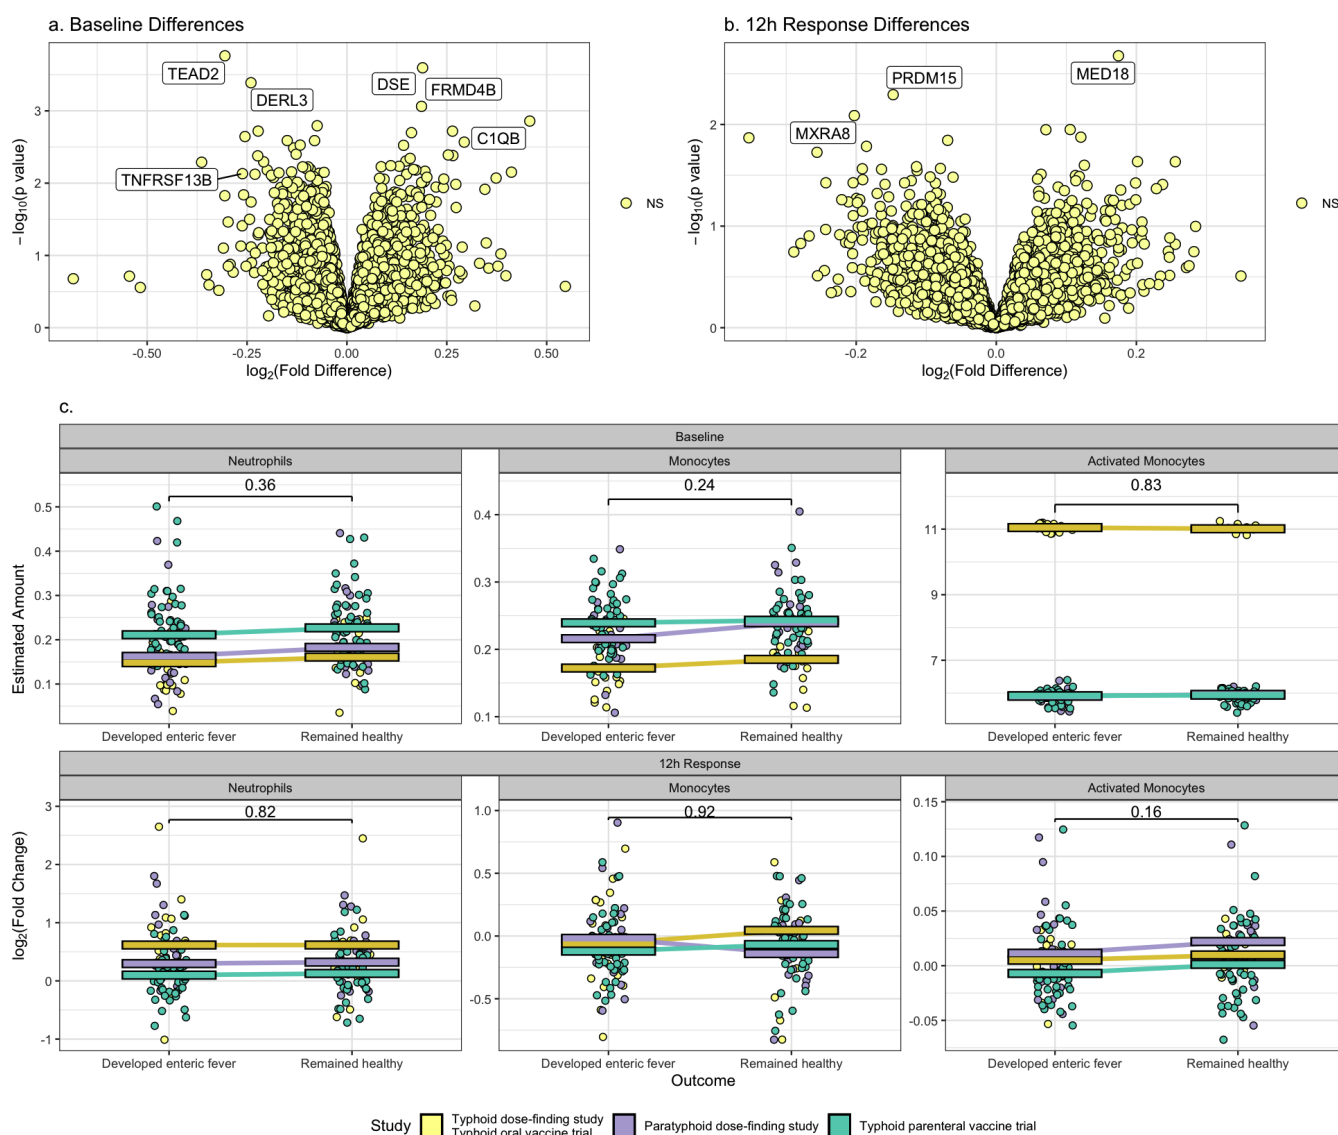 a. Baseline Differences
b. 12h Response Differences
TEAD2
DERL3
DSE
FRMD4B
C1QB
TNFRSF13B
3
2
1
0
−log10(p value)
-0.50
-0.25
0.00
0.25
0.50
log2(Fold Difference)
NS
PRDM15
MED18
MXRA8
2
1
0
−log10(p value)
-0.2
0.0
0.2
log2(Fold Difference)
NS
c.
Baseline
Neutrophils
Monocytes
Activated Monocytes
0.36
0.24
0.83
0.5
0.4
0.3
0.2
0.1
0.4
0.3
0.2
0.1
11
9
7
Estimated Amount
Developed enteric fever
Remained healthy
Developed enteric fever
Remained healthy
Developed enteric fever
Remained healthy
12h Response
Neutrophils
Monocytes
Activated Monocytes
0.82
0.92
0.16
3
2
1
0
-1
1.0
0.5
0.0
-0.5
0.15
0.10
0.05
0.00
-0.05
log2(Fold Change)
Developed enteric fever
Remained healthy
Developed enteric fever
Remained healthy
Developed enteric fever
Remained healthy
Outcome
Study
Typhoid dose-finding study
Typhoid oral vaccine trial
Paratyphoid dose-finding study
Typhoid parenteral vaccine trial